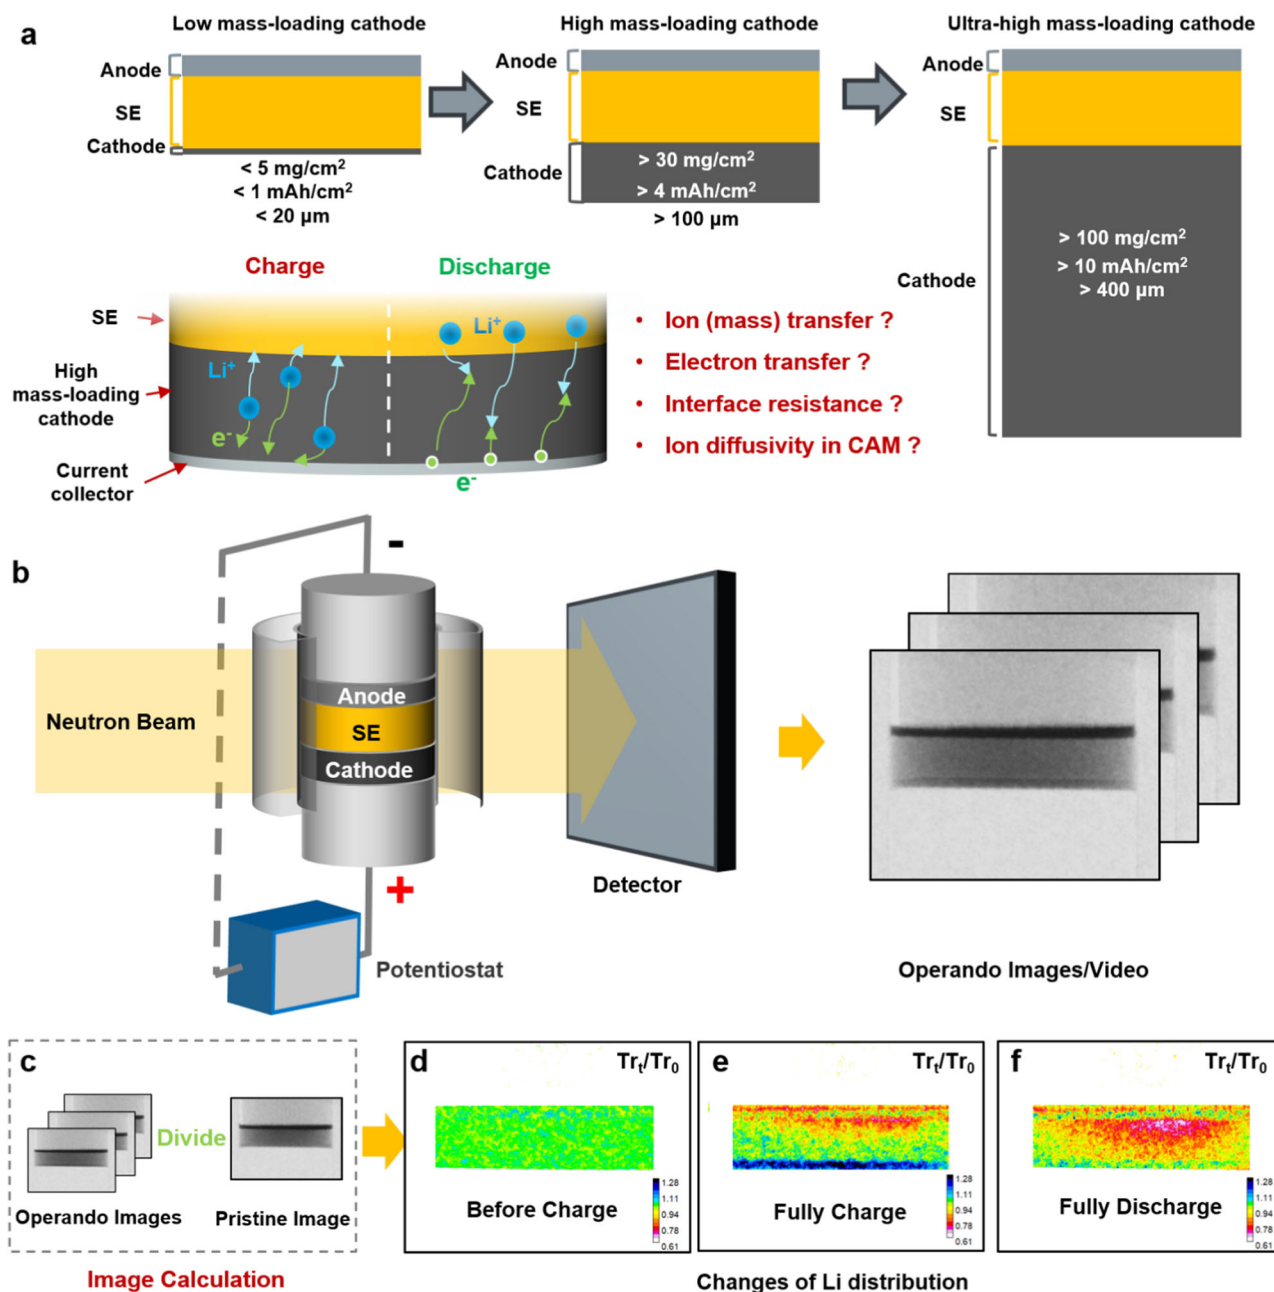 a
Low mass-loading cathode
High mass-loading cathode
Ultra-high mass-loading cathode
Anode
SE
Cathode
< 5 mg/cm²
< 1 mAh/cm²
< 20 μm
Anode
SE
Cathode
> 30 mg/cm²
> 4 mAh/cm²
> 100 μm
Anode
SE
Cathode
> 100 mg/cm²
> 10 mAh/cm²
> 400 μm
Charge
Discharge
SE
High
mass-loading
cathode
Current
collector
Li⁺
e⁻
Li⁺
e⁻
• Ion (mass) transfer ?
• Electron transfer ?
• Interface resistance ?
• Ion diffusivity in CAM ?
b
-
Neutron Beam
Anode
SE
Cathode
+
Detector
Potentiostat
Operando Images/Video
c
Divide
Operando Images
Pristine Image
Image Calculation
d
Trₜ/Tr₀
Before Charge
1.28
1.11
0.94
0.78
0.61
e
Trₜ/Tr₀
Fully Charge
1.28
1.11
0.94
0.78
0.61
f
Trₜ/Tr₀
Fully Discharge
1.28
1.11
0.94
0.78
0.61
Changes of Li distribution